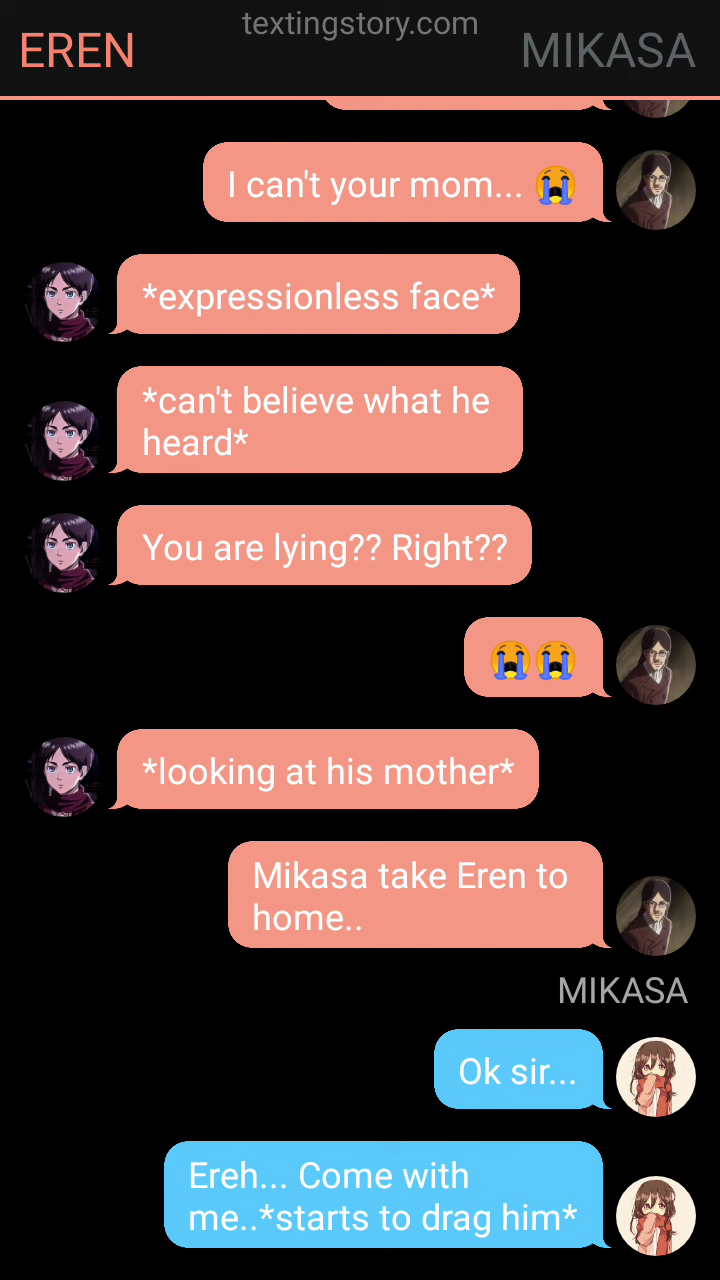 textingstory.com
EREN
MIKASA
I can't your mom... 😭
*expressionless face*
*can't believe what he
heard*
You are lying?? Right??
😭😭
*looking at his mother*
Mikasa take Eren to
home..
MIKASA
Ok sir...
Ereh... Come with
me..*starts to drag him*